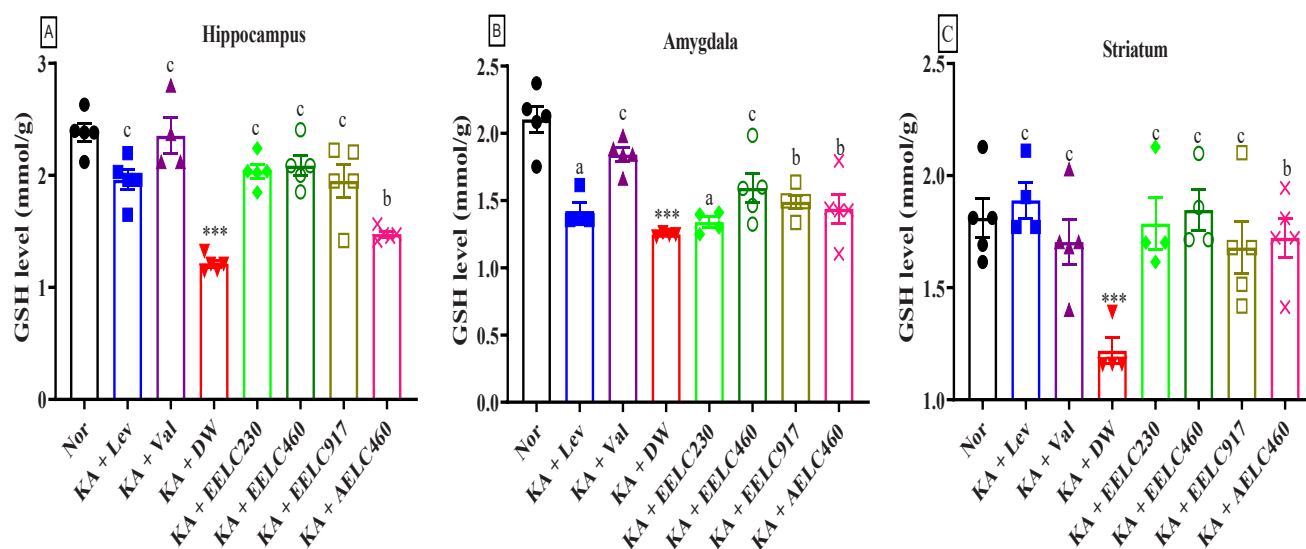 A
Hippocampus
GSH level (mmol/g)
3
2
1
0
c
c
***
c
c
c
b
Nor
KA + Lev
KA + Val
KA + DW
KA + EELC230
KA + EELC460
KA + EELC917
KA + AELC460
B
Amygdala
GSH level (mmol/g)
2.5
2.0
1.5
1.0
0.5
0.0
a
c
***
a
c
b
b
Nor
KA + Lev
KA + Val
KA + DW
KA + EELC230
KA + EELC460
KA + EELC917
KA + AELC460
C
Striatum
GSH level (mmol/g)
2.5
2.0
1.5
1.0
c
c
***
c
c
c
b
Nor
KA + Lev
KA + Val
KA + DW
KA + EELC230
KA + EELC460
KA + EELC917
KA + AELC460